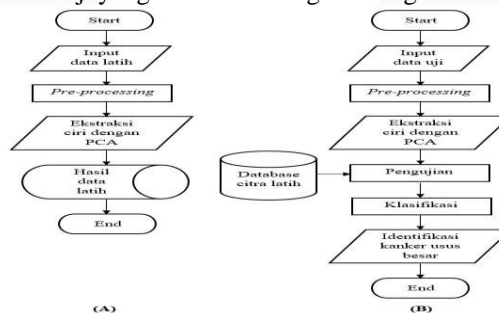 Start
Input
data latih
Pre-processing
Ekstraksi
ciri dengan
PCA
Hasil
data
latih
End
(A)
Start
Input
data uji
Pre-processing
Ekstraksi
ciri dengan
PCA
Database
citra latih
Pengujian
Klasifikasi
Identifikasi
kanker usus
besar
End
(B)